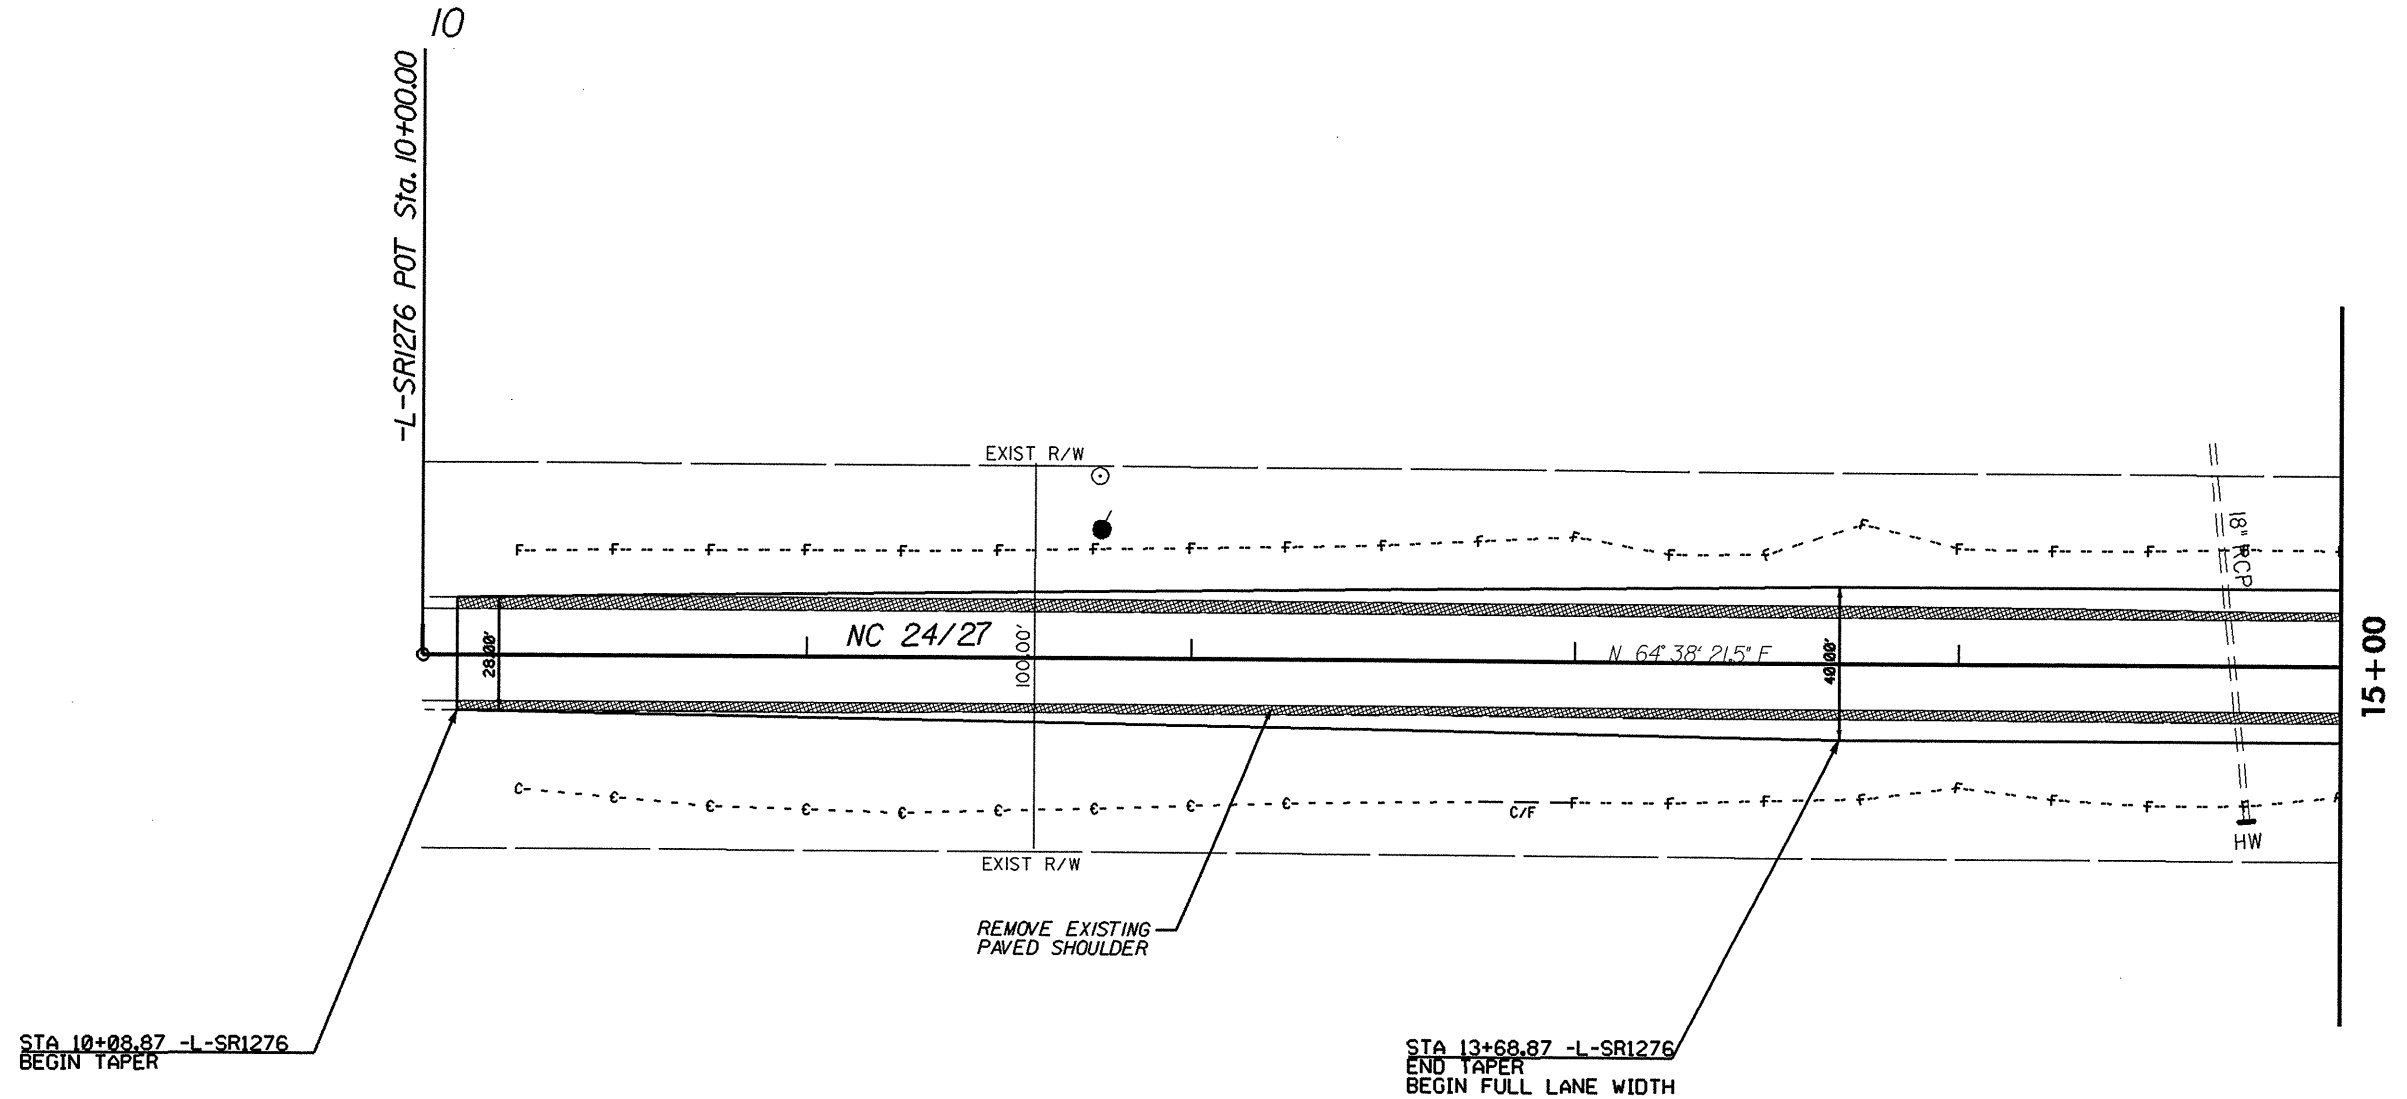 10
-L-SR1276 POT Sta. 10+00.00
EXIST R/W
F F F F F F F F F F F F F F F F F F F F
18" RCP
NC 24/27
28.00'
100.00'
N 64° 38' 21.5" E
40.00'
15+00
C C C C C C C C C
C/F
F F F F F F F F F
HW
EXIST R/W
REMOVE EXISTING
PAVED SHOULDER
STA 10+08.87 -L-SR1276
BEGIN TAPER
STA 13+68.87 -L-SR1276
END TAPER
BEGIN FULL LANE WIDTH